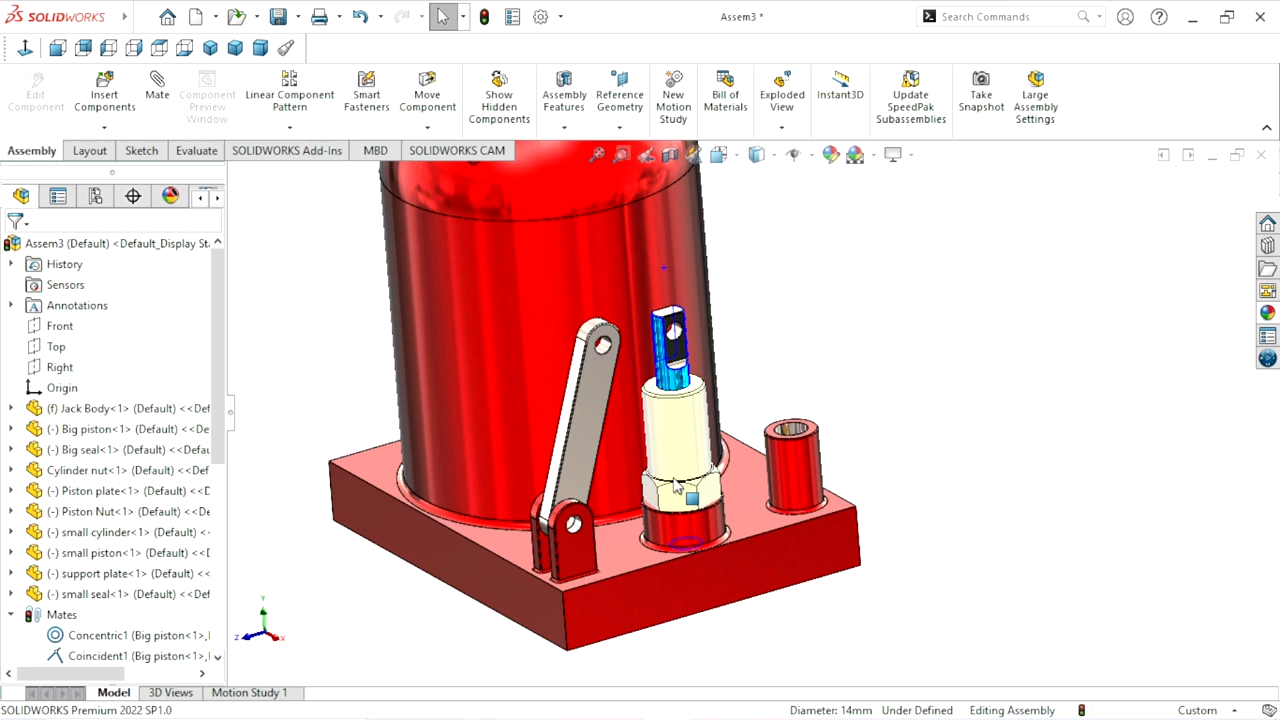 SOLIDWORKS
Assem3 *
Search Commands
Edit Component
Insert Components
Mate
Component Preview Window
Linear Component Pattern
Smart Fasteners
Move Component
Show Hidden Components
Assembly Features
Reference Geometry
New Motion Study
Bill of Materials
Exploded View
Instant3D
Update SpeedPak Subassemblies
Take Snapshot
Large Assembly Settings
Assembly
Layout
Sketch
Evaluate
SOLIDWORKS Add-Ins
MBD
SOLIDWORKS CAM
Assem3 (Default) <Default_Display Sta
History
Sensors
Annotations
Front
Top
Right
Origin
(f) Jack Body<1> (Default) <<Def
(-) Big piston<1> (Default) <<De
(-) Big seal<1> (Default) <<Defa
Cylinder nut<1> (Default) <<De
(-) Piston plate<1> (Default) <<D
(-) Piston Nut<1> (Default) <<De
(-) small cylinder<1> (Default) <
(-) small piston<1> (Default) <<D
(-) support plate<1> (Default) <
(-) small seal<1> (Default) <<De
Mates
Concentric1 (Big piston<1>,
Coincident1 (Big piston<1>,
Y
Z
X
Model
3D Views
Motion Study 1
SOLIDWORKS Premium 2022 SP1.0
Diameter: 14mm
Under Defined
Editing Assembly
Custom